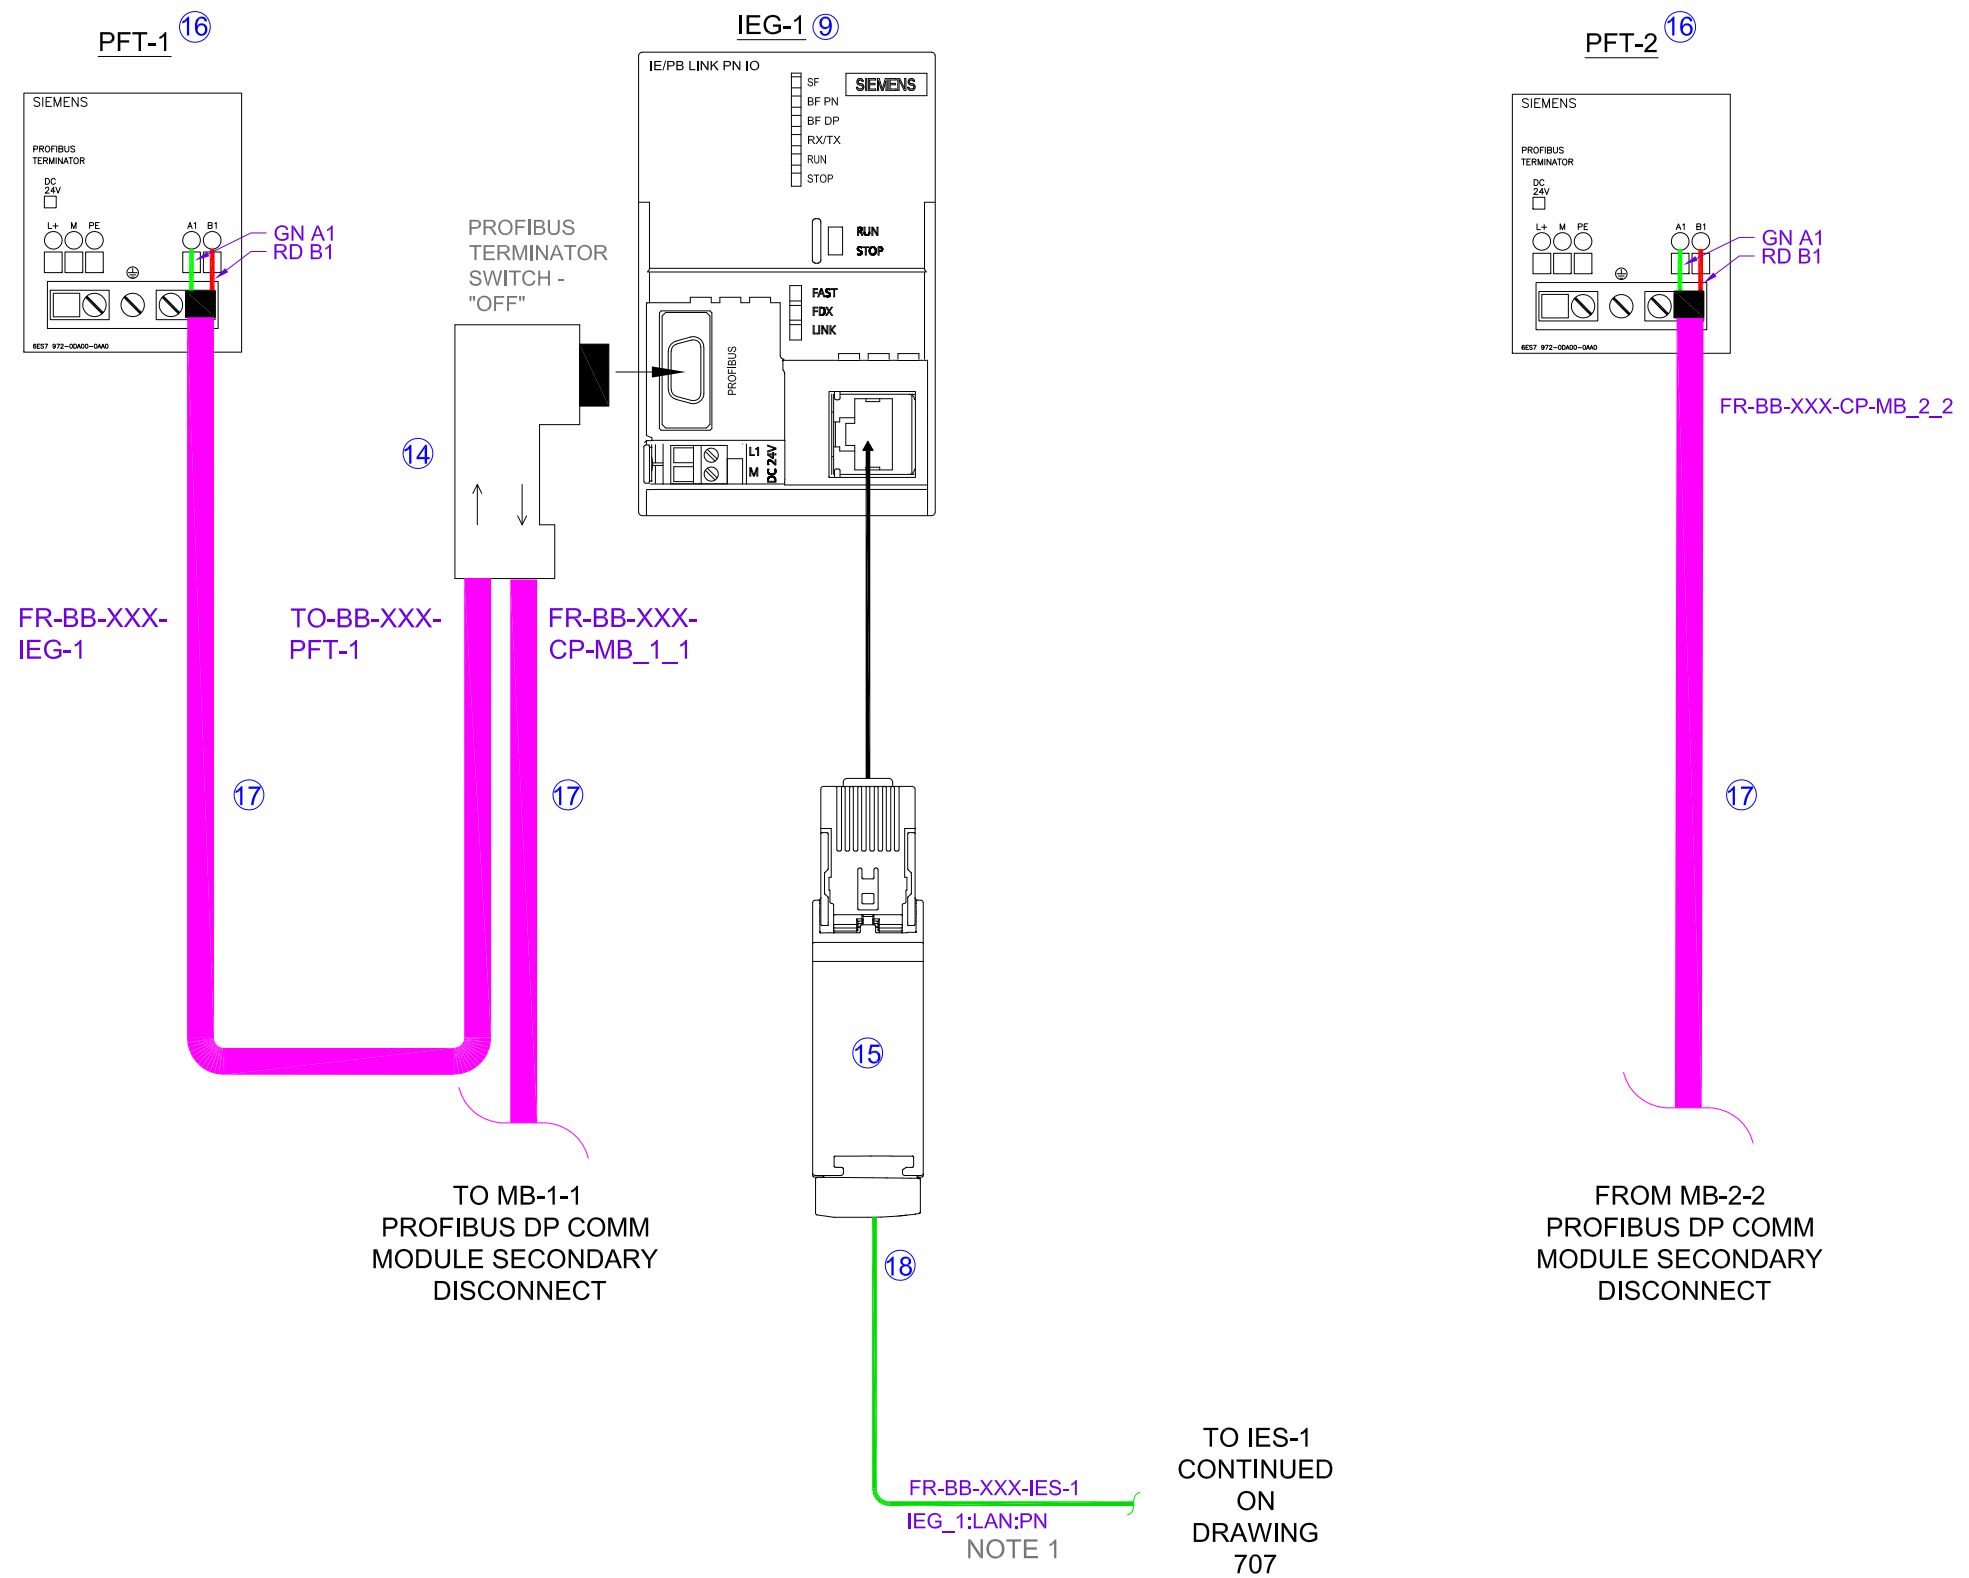 PFT-1
16
SIEMENS
PROFIBUS
TERMINATOR
DC
24V
L+ M PE
A1 B1
GN A1
RD B1
6ES7 972-0DA00-0AA0
FR-BB-XXX-
IEG-1
17
PROFIBUS
TERMINATOR
SWITCH -
"OFF"
14
TO-BB-XXX-
PFT-1
FR-BB-XXX-
CP-MB_1_1
17
TO MB-1-1
PROFIBUS DP COMM
MODULE SECONDARY
DISCONNECT
IEG-1
9
IE/PB LINK PN IO
SIEMENS
SF
BF PN
BF DP
RX/TX
RUN
STOP
RUN
STOP
FAST
FDX
LINK
PROFIBUS
L1
M
DC 24V
15
18
FR-BB-XXX-IES-1
IEG_1:LAN:PN
NOTE 1
TO IES-1
CONTINUED
ON
DRAWING
707
PFT-2
16
SIEMENS
PROFIBUS
TERMINATOR
DC
24V
L+ M PE
A1 B1
GN A1
RD B1
6ES7 972-0DA00-0AA0
FR-BB-XXX-CP-MB_2_2
17
FROM MB-2-2
PROFIBUS DP COMM
MODULE SECONDARY
DISCONNECT